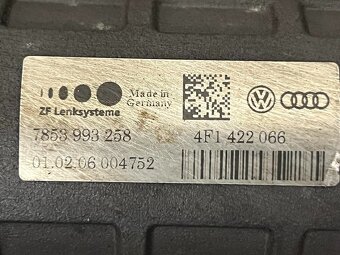 Made in
Germany
ZF Lenksysteme
7853 993 258
4F1 422 066
01.02.06 004752